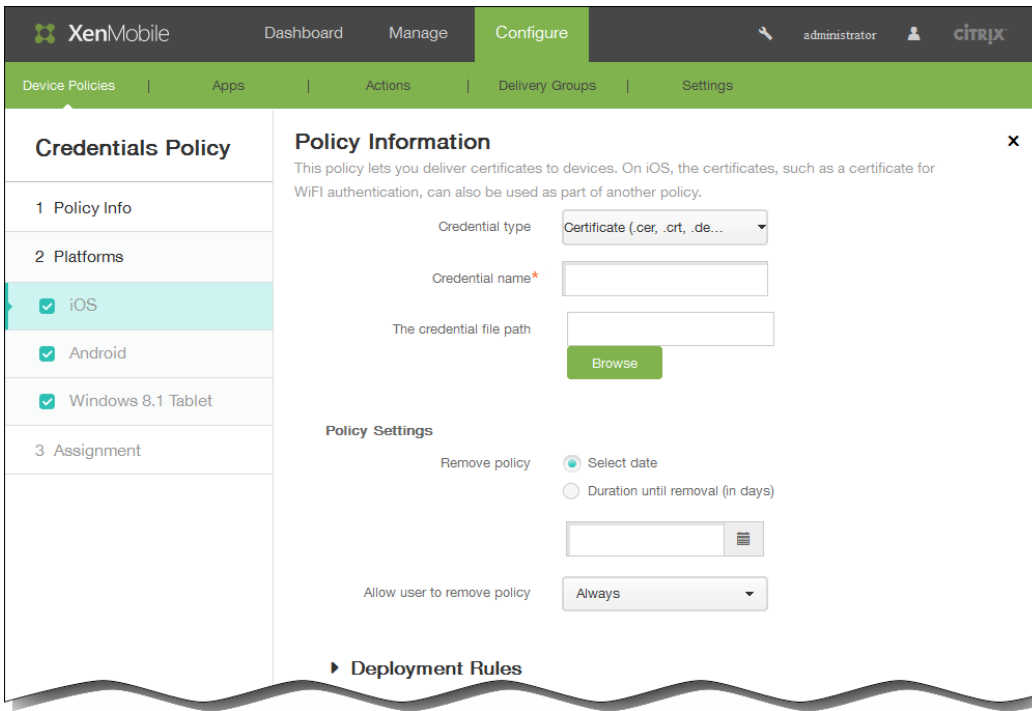 XenMobile Dashboard Manage Configure administrator CITRIX
Device Policies | Apps | Actions | Delivery Groups | Settings
Credentials Policy
1 Policy Info
2 Platforms
iOS
Android
Windows 8.1 Tablet
3 Assignment
Policy Information
This policy lets you deliver certificates to devices. On iOS, the certificates, such as a certificate for
WiFI authentication, can also be used as part of another policy.
Credential type Certificate (.cer, .crt, .de...
Credential name*
The credential file path
Browse
Policy Settings
Remove policy Select date
Duration until removal (in days)
Allow user to remove policy Always
Deployment Rules